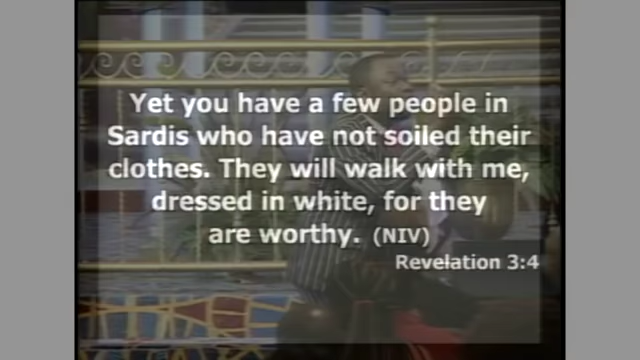 Yet you have a few people in
Sardis who have not soiled their
clothes. They will walk with me,
dressed in white, for they
are worthy. (NIV)
Revelation 3:4